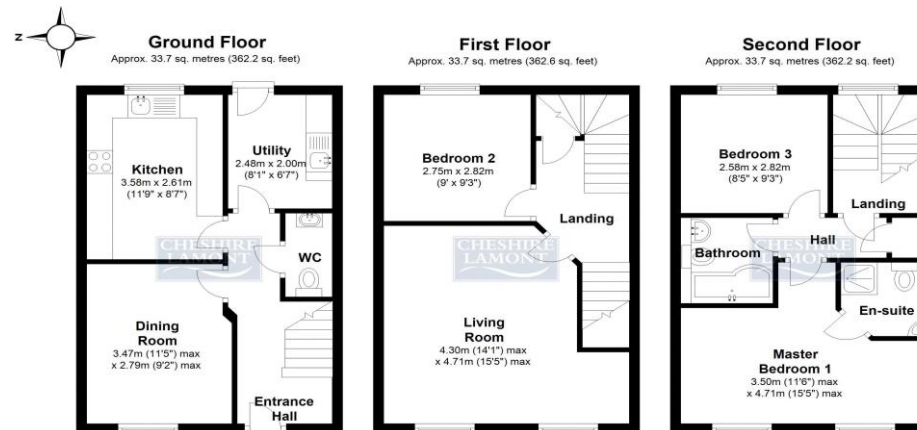 Z
Ground Floor
Approx. 33.7 sq. metres (362.2 sq. feet)
Kitchen
3.58m x 2.61m
(11'9" x 8'7")
Utility
2.48m x 2.00m
(8'1" x 6'7")
WC
CHESHIRE
LAMONT
Dining
Room
3.47m (11'5") max
x 2.79m (9'2") max
Entrance
Hall
First Floor
Approx. 33.7 sq. metres (362.6 sq. feet)
Bedroom 2
2.75m x 2.82m
(9' x 9'3")
Landing
CHESHIRE
LAMONT
Living
Room
4.30m (14'1") max
x 4.71m (15'5") max
Second Floor
Approx. 33.7 sq. metres (362.2 sq. feet)
Bedroom 3
2.58m x 2.82m
(8'5" x 9'3")
Landing
Hall
Bathroom
CHESHIRE
LAMONT
En-suite
Master
Bedroom 1
3.50m (11'6") max
x 4.71m (15'5") max